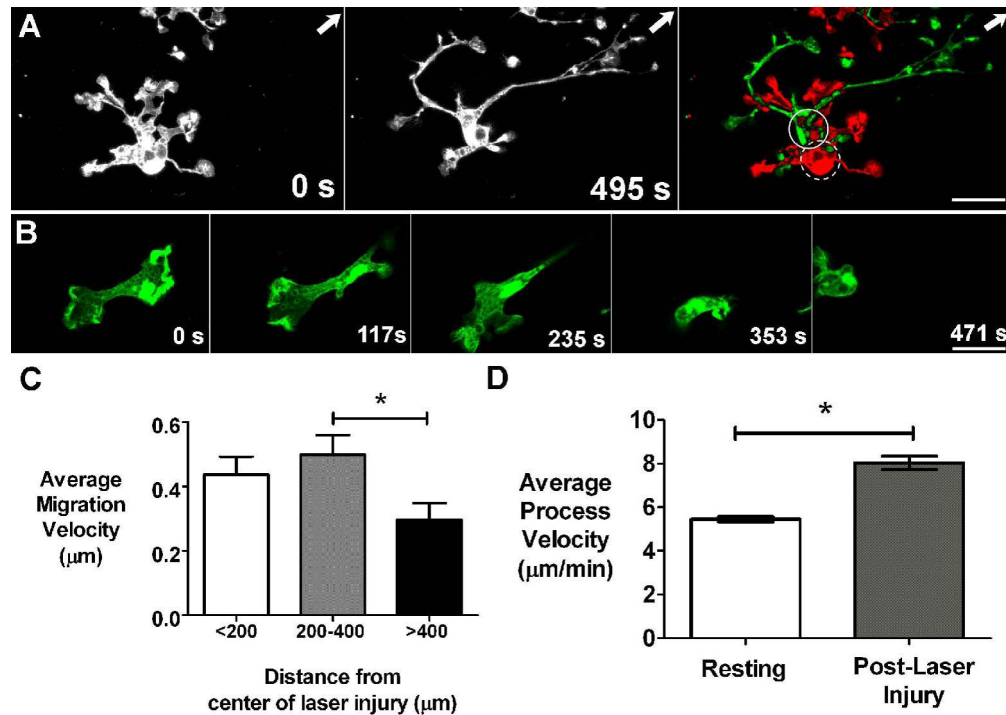 A
0 s
495 s
B
0 s
117s
235 s
353 s
471 s
C
Average
Migration
Velocity
(μm)
0.6
0.4
0.2
0.0
*
<200
200-400
>400
Distance from
center of laser injury (μm)
D
Average
Process
Velocity
(μm/min)
10
8
6
4
2
0
*
Resting
Post-Laser
Injury